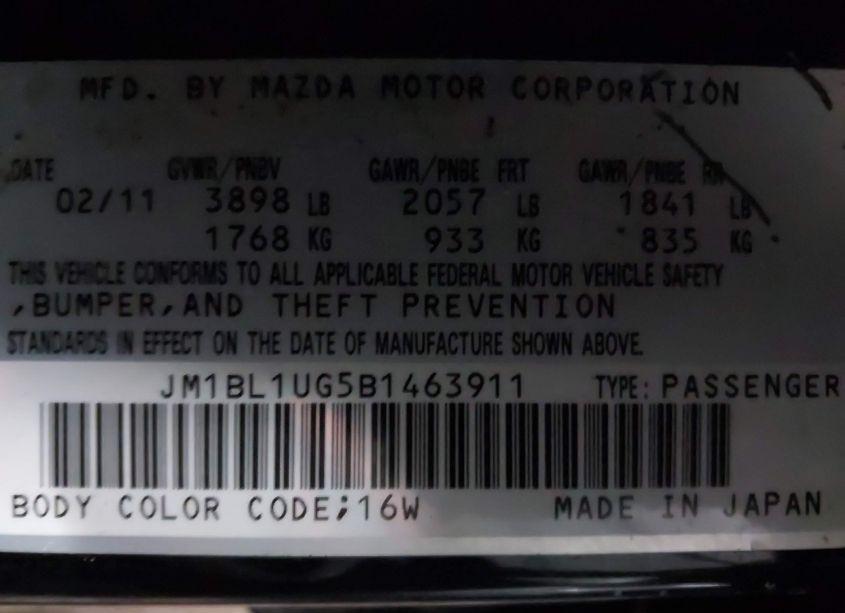 MFD. BY MAZDA MOTOR CORPORATION
DATE GVWR/PNBV GAWR/PNBE FRT GAWR/PNBE RR
02/11 3898 LB 2057 LB 1841 LB
1768 KG 933 KG 835 KG
THIS VEHICLE CONFORMS TO ALL APPLICABLE FEDERAL MOTOR VEHICLE SAFETY
,BUMPER,AND THEFT PREVENTION
STANDARDS IN EFFECT ON THE DATE OF MANUFACTURE SHOWN ABOVE.
JM1BL1UG5B1463911 TYPE: PASSENGER
BODY COLOR CODE;16W MADE IN JAPAN